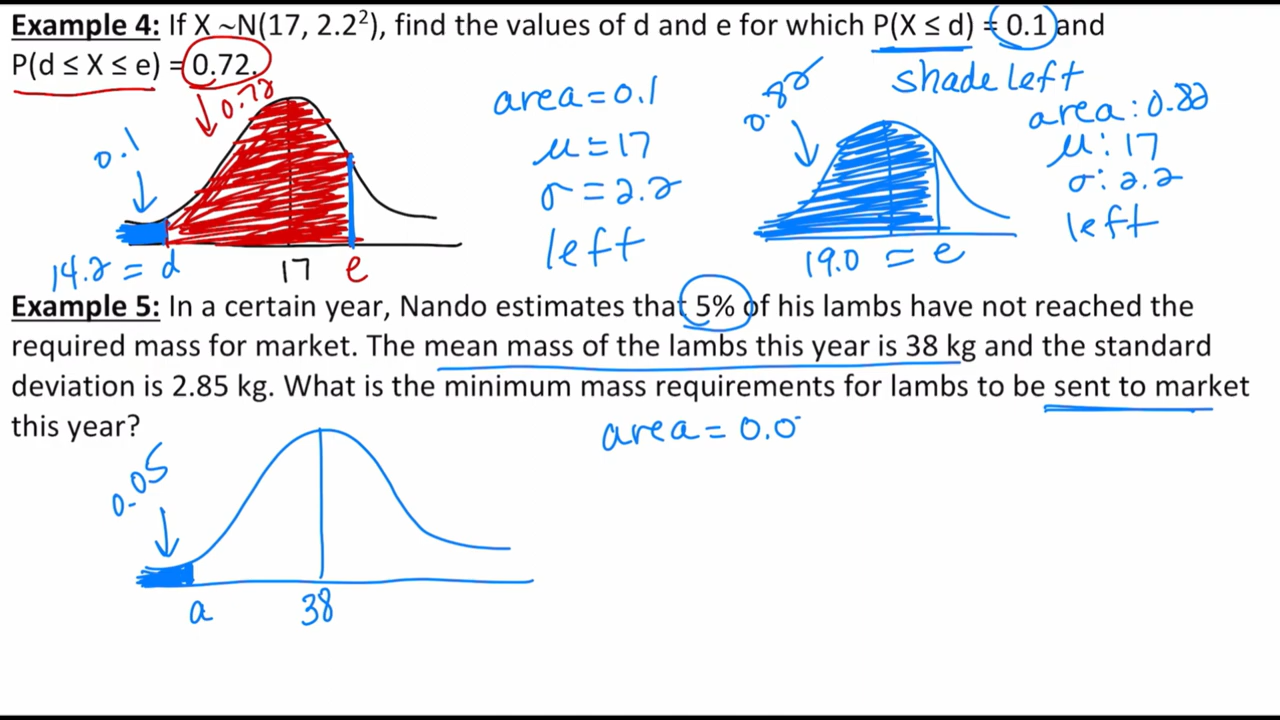 Example 4: If X ~N(17, 2.2²), find the values of d and e for which P(X ≤ d) = 0.1 and
P(d ≤ X ≤ e) = 0.72.
shade left
0.72
0.1
14.2 = d
17
e
area=0.1
μ=17
σ=2.2
left
0.82
19.0 = e
area: 0.82
μ: 17
σ: 2.2
left
Example 5: In a certain year, Nando estimates that 5% of his lambs have not reached the
required mass for market. The mean mass of the lambs this year is 38 kg and the standard
deviation is 2.85 kg. What is the minimum mass requirements for lambs to be sent to market
this year?
area=0.0
0.05
a
38